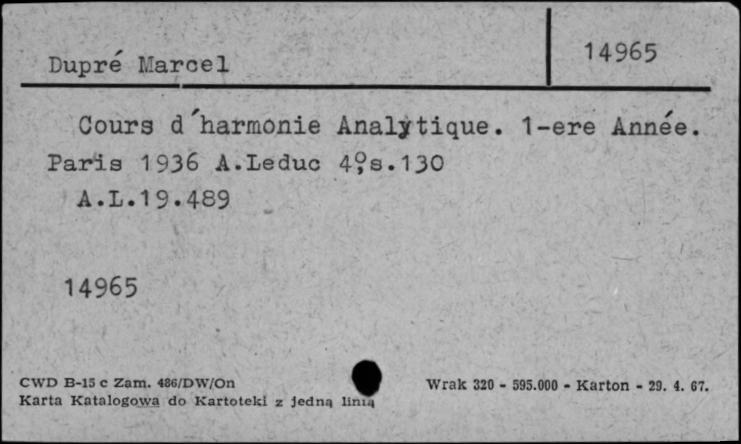 Dupré Marcel
14965
Cours d´harmonie Analytique. 1-ere Année.
Paris 1936 A.Leduc 4º,s.130
A.L.19.489
14965
CWD B-15 c Zam. 486/DW/On
Wrak 320 - 595.000 - Karton - 29. 4. 67.
Karta Katalogowa do Kartoteki z jedną linią